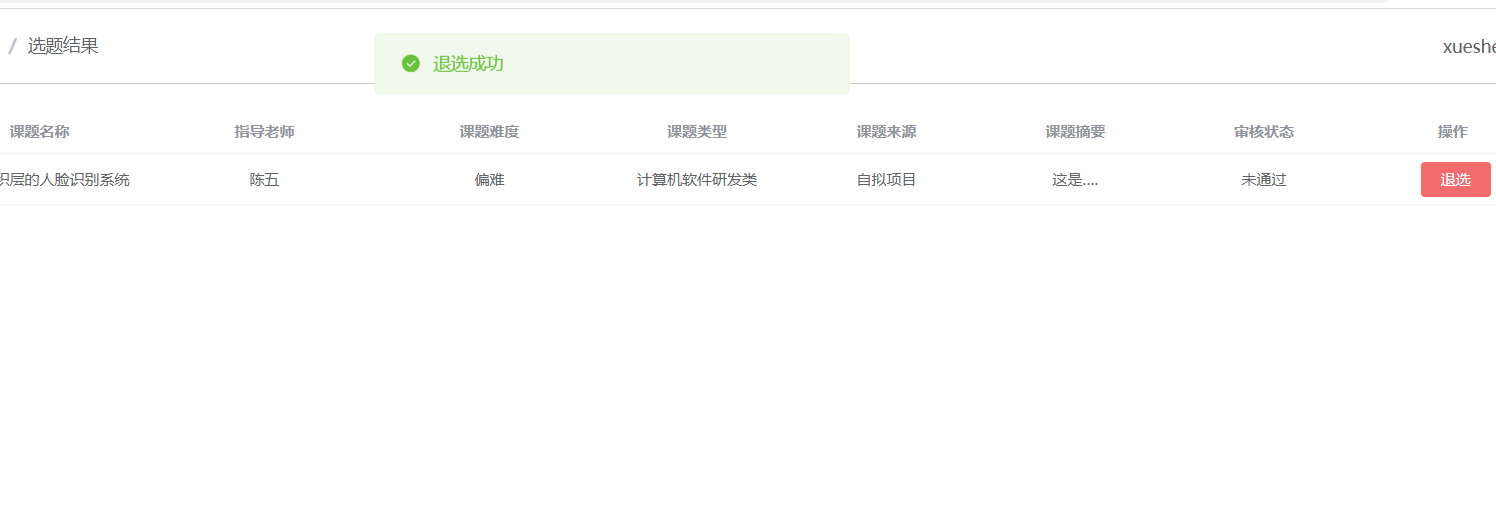 / 选题结果
退选成功
xueshe
课题名称 指导老师 课题难度 课题类型 课题来源 课题摘要 审核状态 操作
识层的人脸识别系统 陈五 偏难 计算机软件研发类 自拟项目 这是.... 未通过 退选